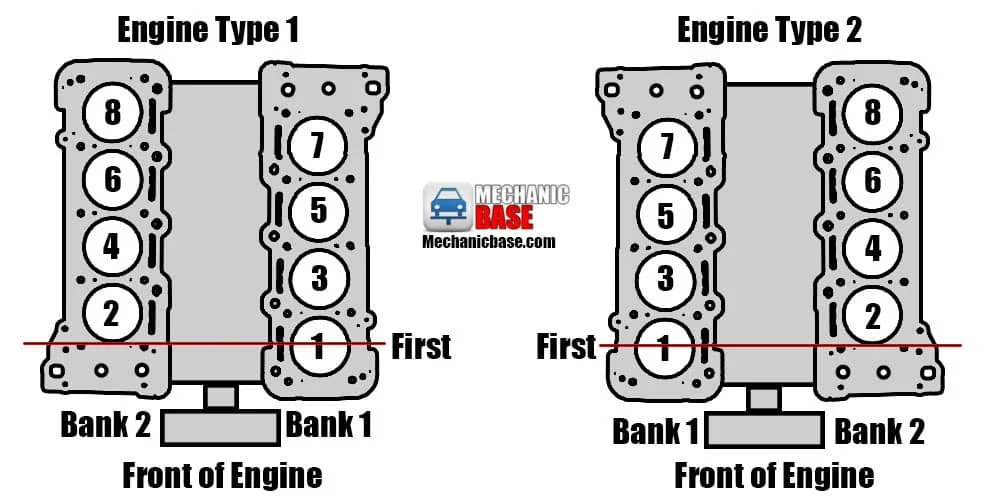 Engine Type 1
8
6
4
2
7
5
3
1
First
Bank 2
Bank 1
Front of Engine
MECHANIC
BASE
Mechanicbase.com
Engine Type 2
7
5
3
1
8
6
4
2
First
Bank 1
Bank 2
Front of Engine